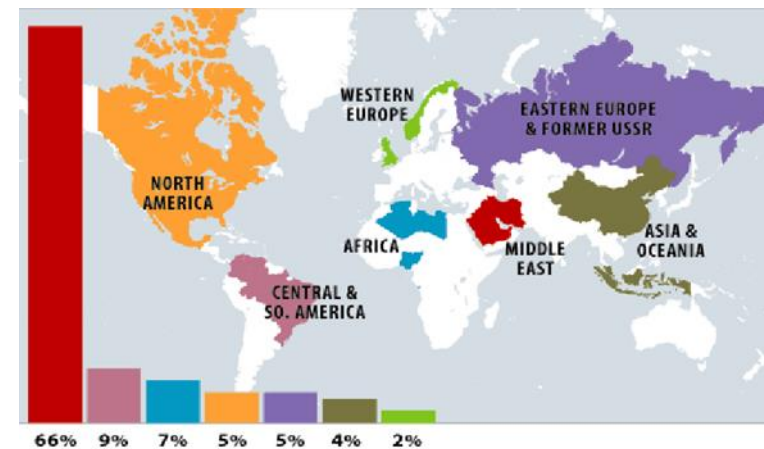 WESTERN
EUROPE
EASTERN EUROPE
& FORMER USSR
NORTH
AMERICA
AFRICA
MIDDLE
EAST
ASIA &
OCEANIA
CENTRAL &
SO. AMERICA
66% 9% 7% 5% 5% 4% 2%